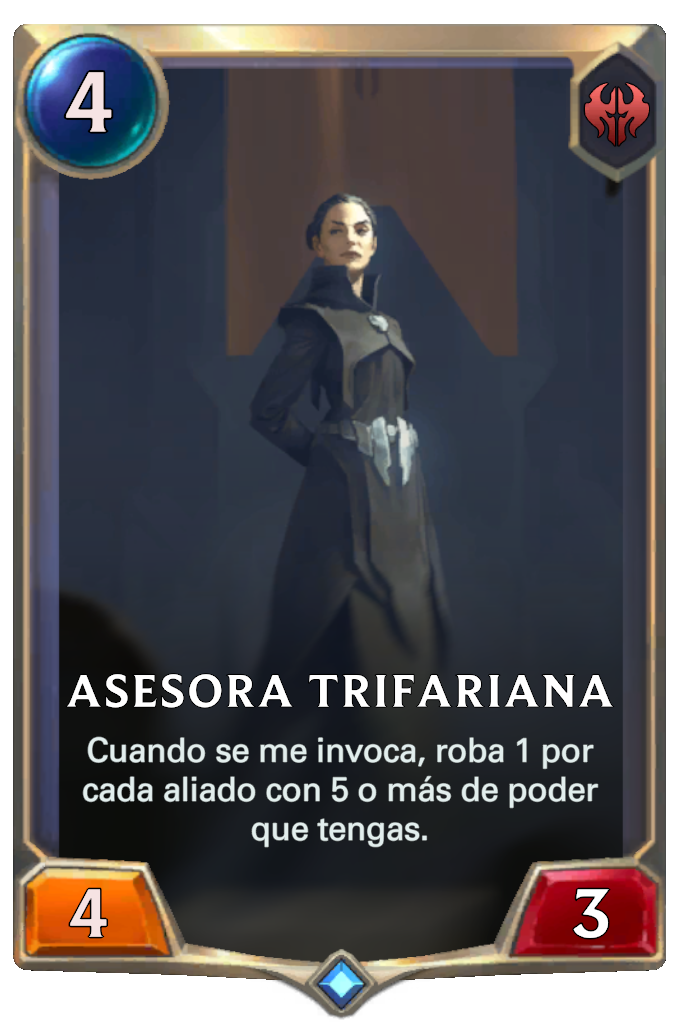 4
ASESORA TRIFARIANA
Cuando se me invoca, roba 1 por
cada aliado con 5 o más de poder
que tengas.
4
3